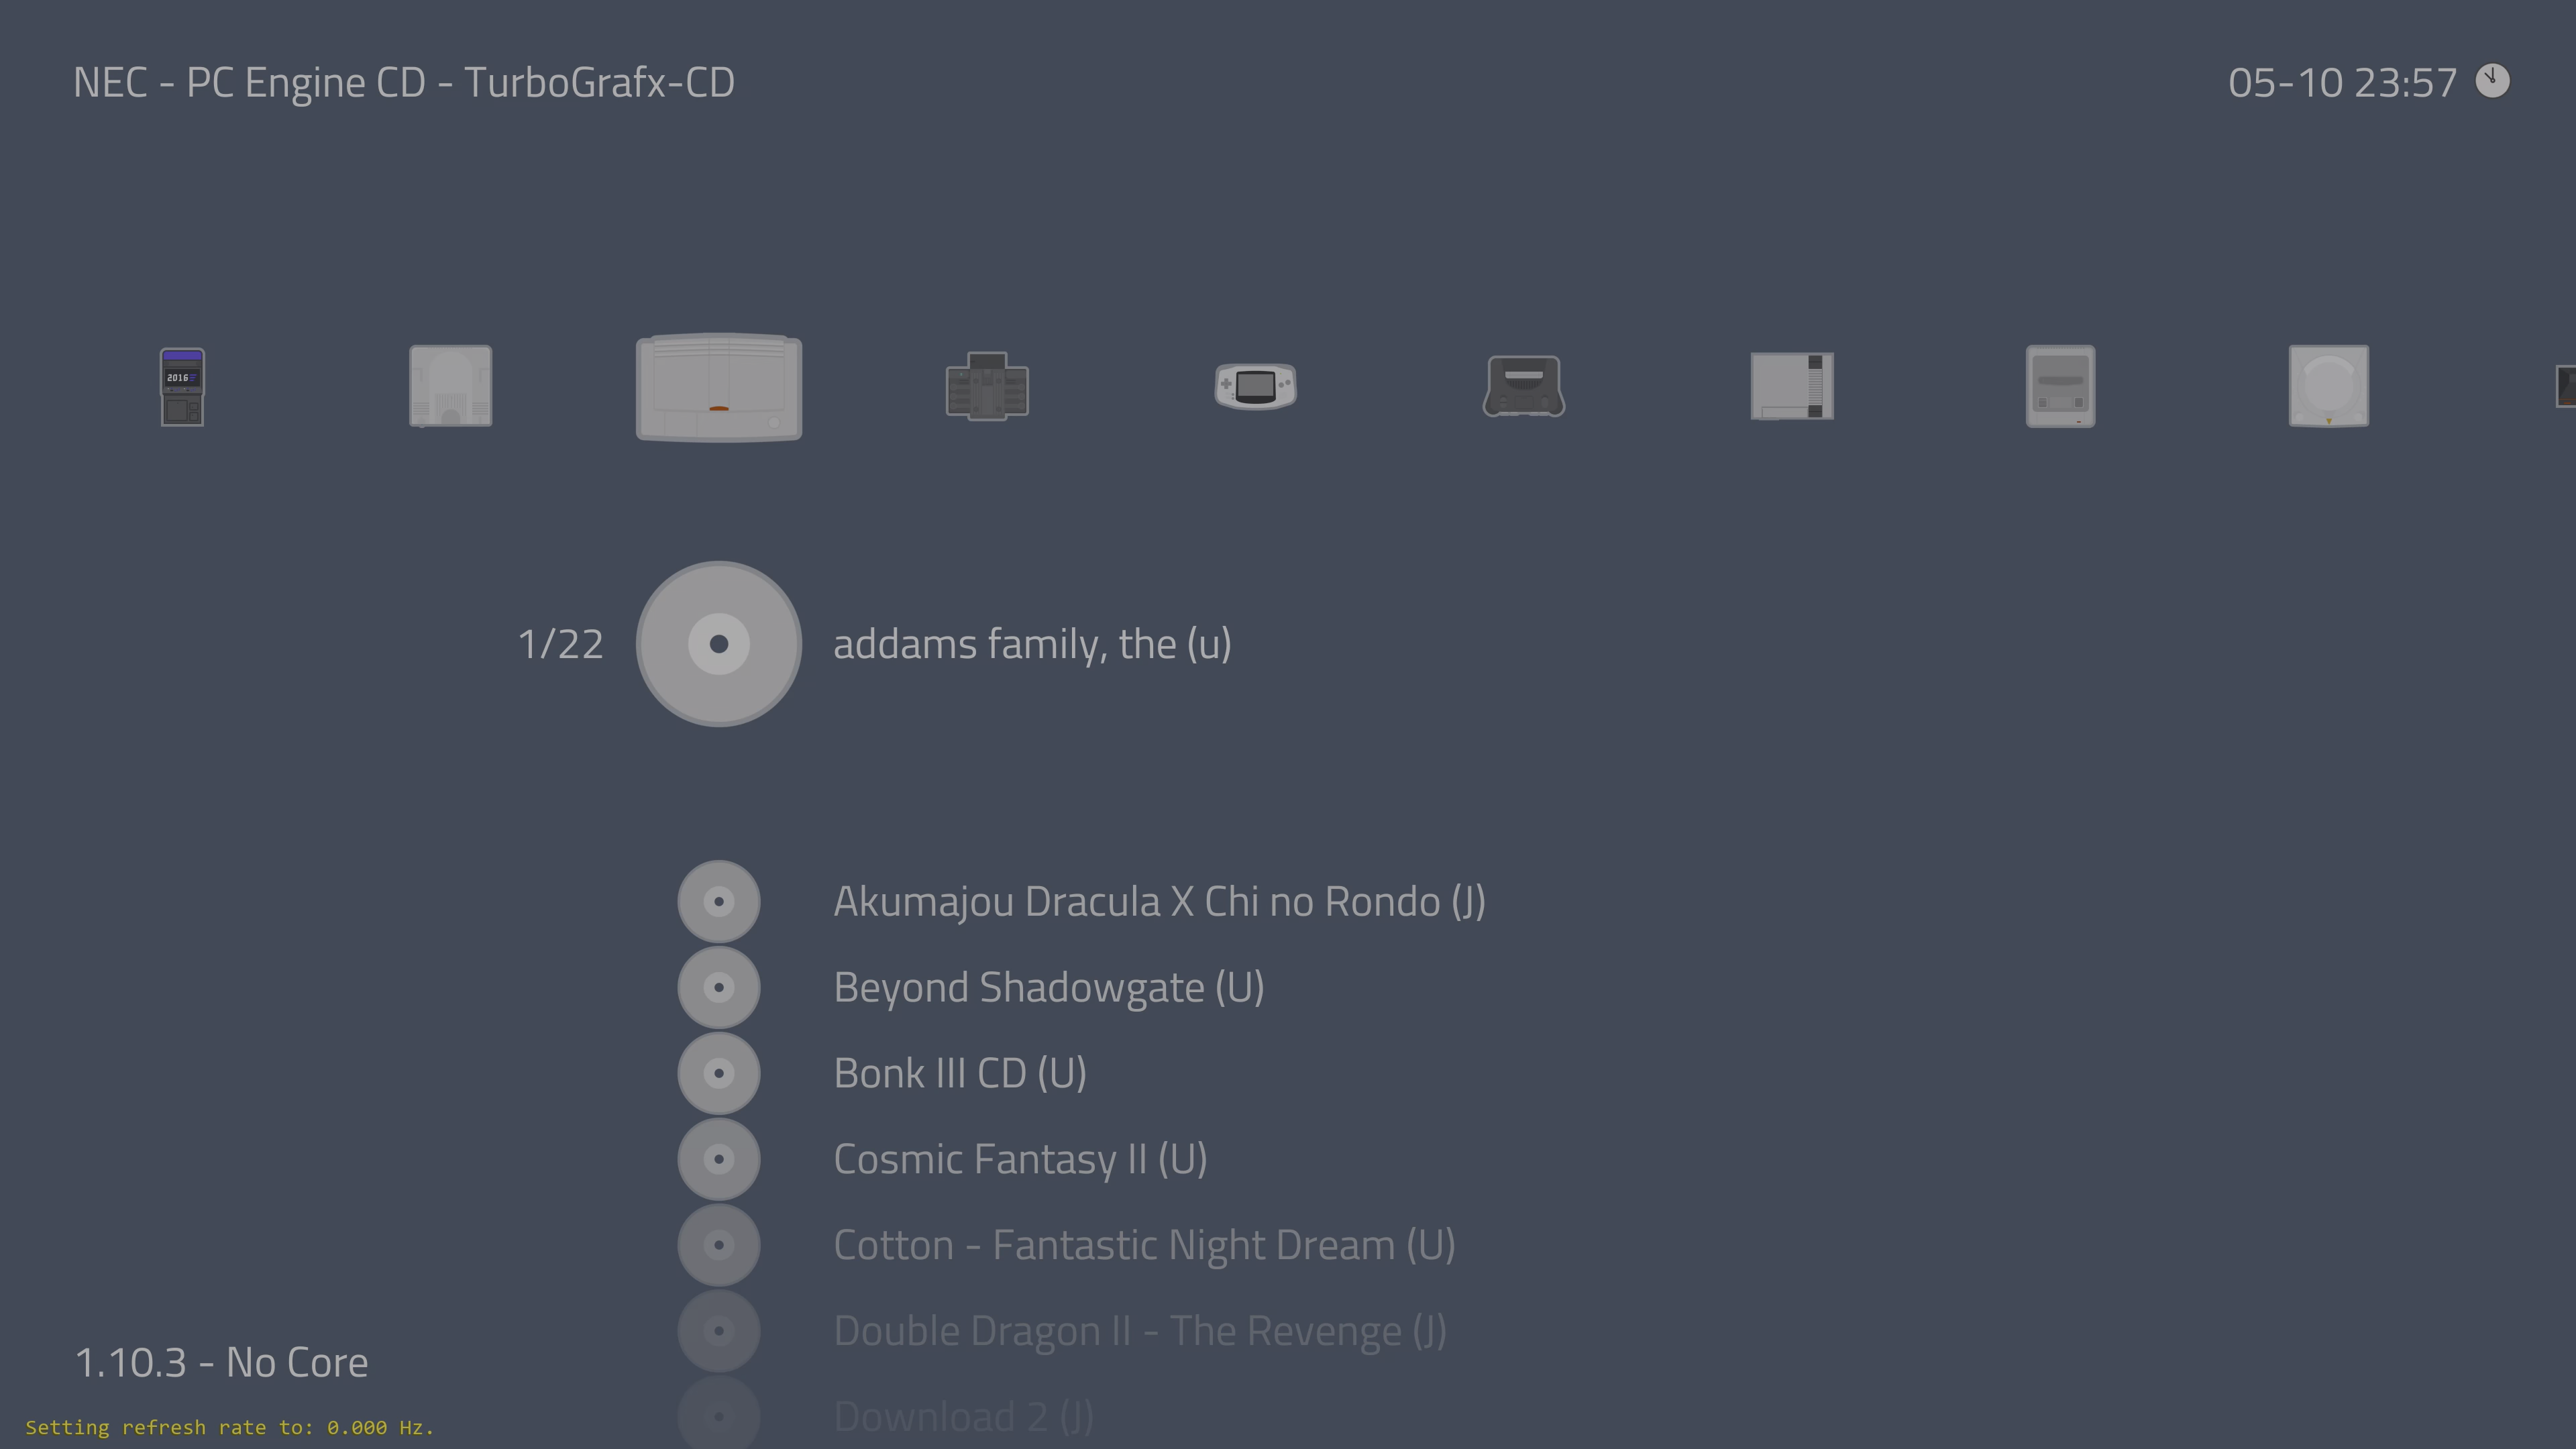 NEC - PC Engine CD - TurboGrafx-CD
05-10 23:57
2016
1/22
addams family, the (u)
Akumajou Dracula X Chi no Rondo (J)
Beyond Shadowgate (U)
Bonk III CD (U)
Cosmic Fantasy II (U)
Cotton - Fantastic Night Dream (U)
Double Dragon II - The Revenge (J)
Download 2 (J)
1.10.3 - No Core
Setting refresh rate to: 0.000 Hz.